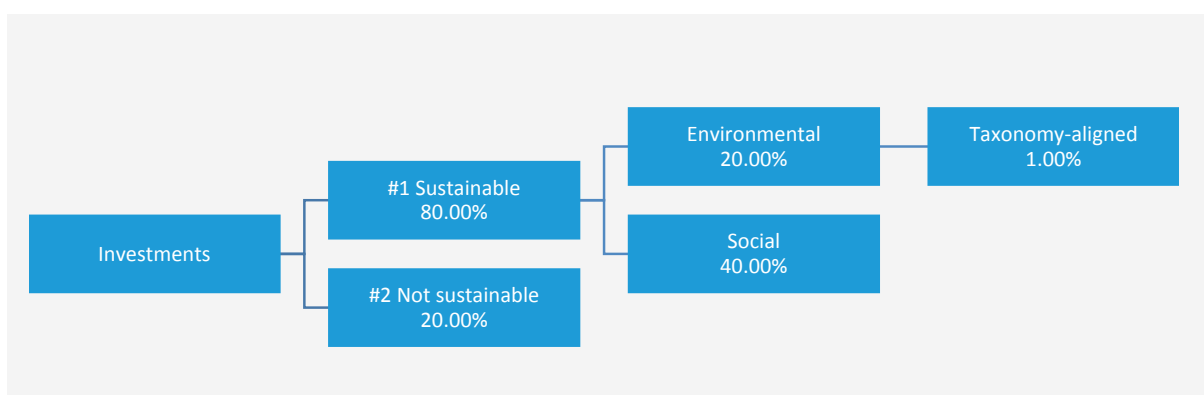 Investments
#1 Sustainable
80.00%
#2 Not sustainable
20.00%
Environmental
20.00%
Social
40.00%
Taxonomy-aligned
1.00%